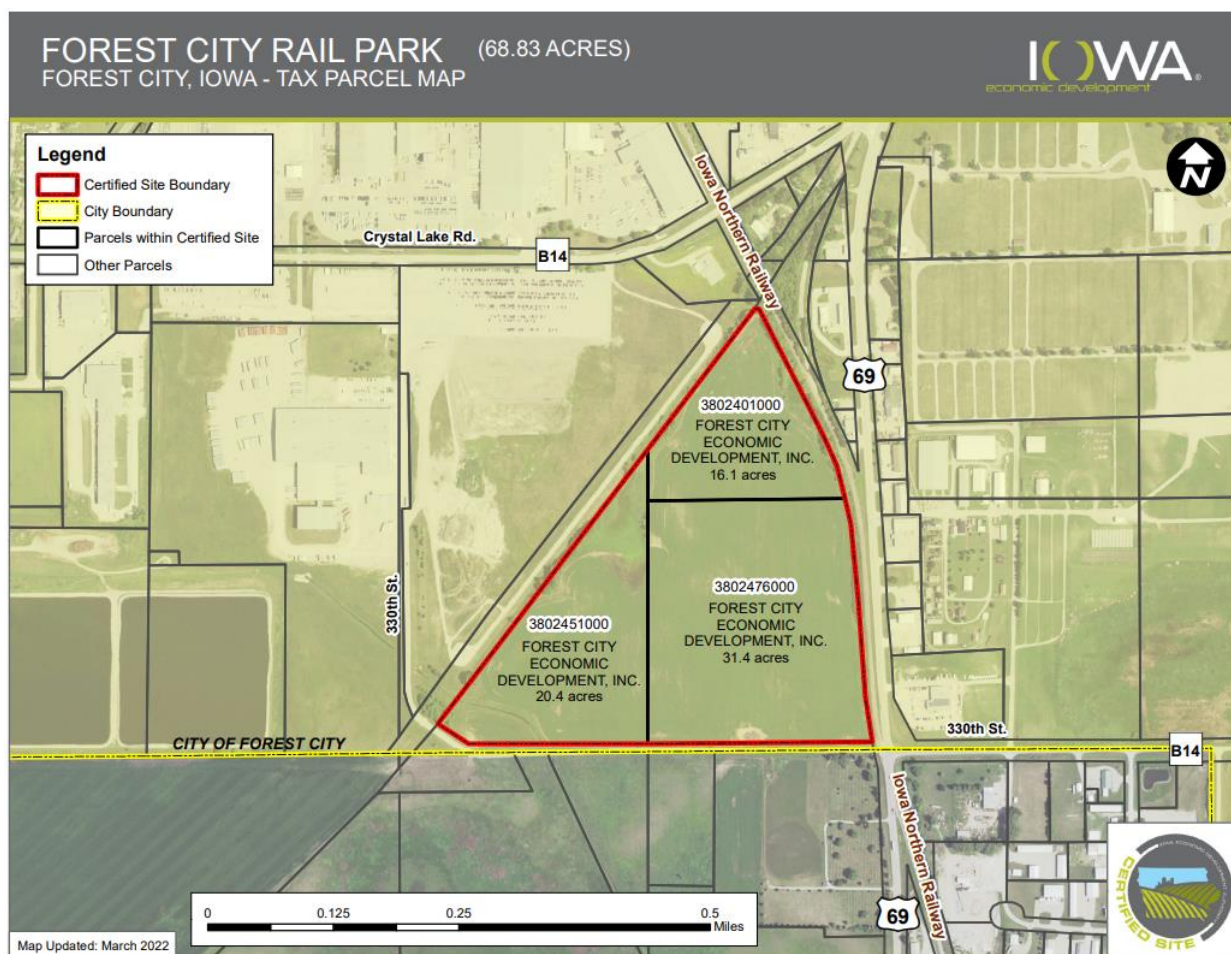 FOREST CITY RAIL PARK (68.83 ACRES)
FOREST CITY, IOWA - TAX PARCEL MAP
IOWA®
economic development
Legend
Certified Site Boundary
City Boundary
Parcels within Certified Site
Other Parcels
N
Iowa Northern Railway
Crystal Lake Rd.
B14
69
3802401000
FOREST CITY
ECONOMIC
DEVELOPMENT, INC.
16.1 acres
330th St.
3802476000
FOREST CITY
ECONOMIC
DEVELOPMENT, INC.
31.4 acres
3802451000
FOREST CITY
ECONOMIC
DEVELOPMENT, INC.
20.4 acres
CITY OF FOREST CITY
330th St.
B14
Iowa Northern Railway
69
0 0.125 0.25 0.5
Miles
Map Updated: March 2022
CERTIFIED SITE